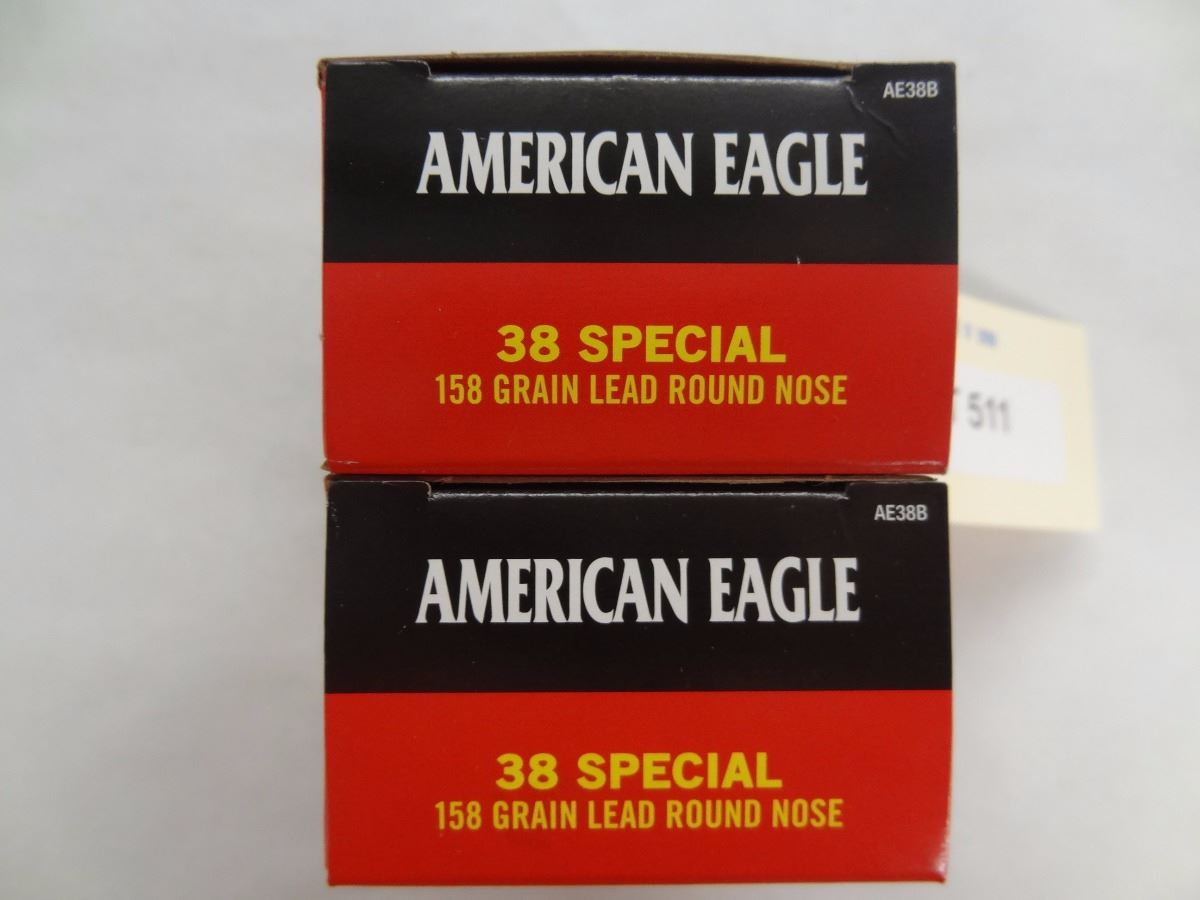 AE38B
AMERICAN EAGLE
38 SPECIAL
158 GRAIN LEAD ROUND NOSE
511
AE38B
AMERICAN EAGLE
38 SPECIAL
158 GRAIN LEAD ROUND NOSE